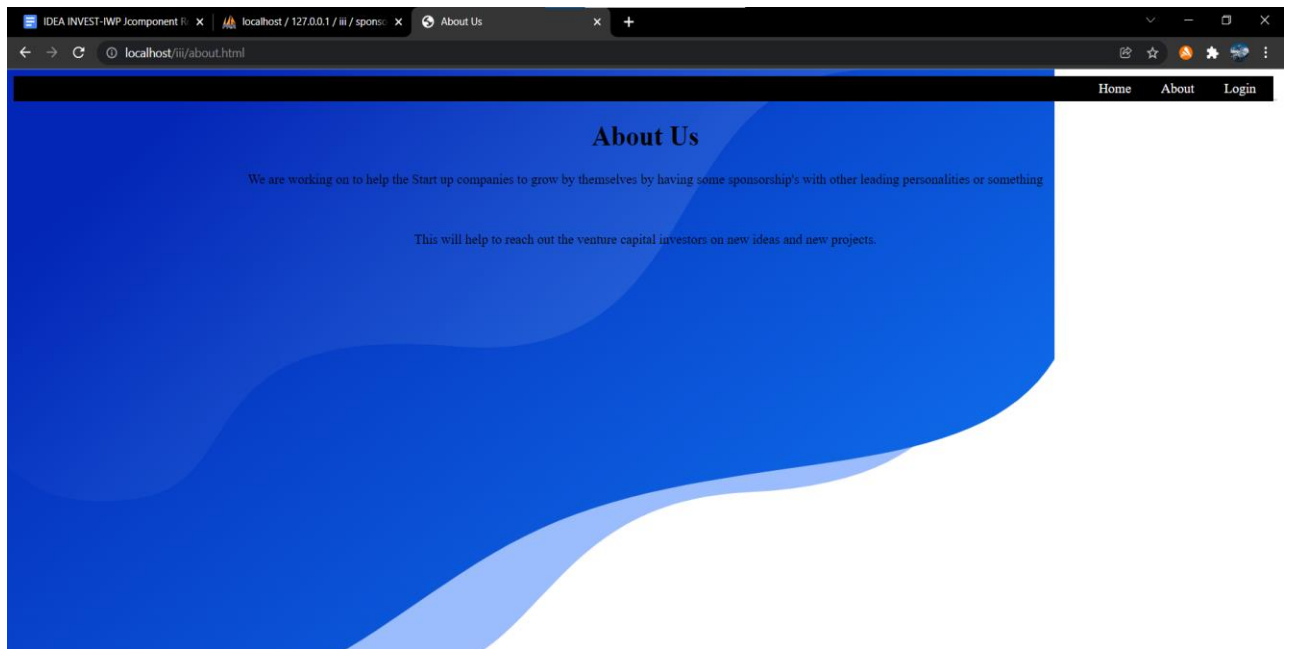 IDEA INVEST-IWP Jcomponent R
localhost / 127.0.0.1 / iii / sponso
About Us
localhost/iii/about.html
Home About Login
About Us
We are working on to help the Start up companies to grow by themselves by having some sponsorship's with other leading personalities or something
This will help to reach out the venture capital investors on new ideas and new projects.